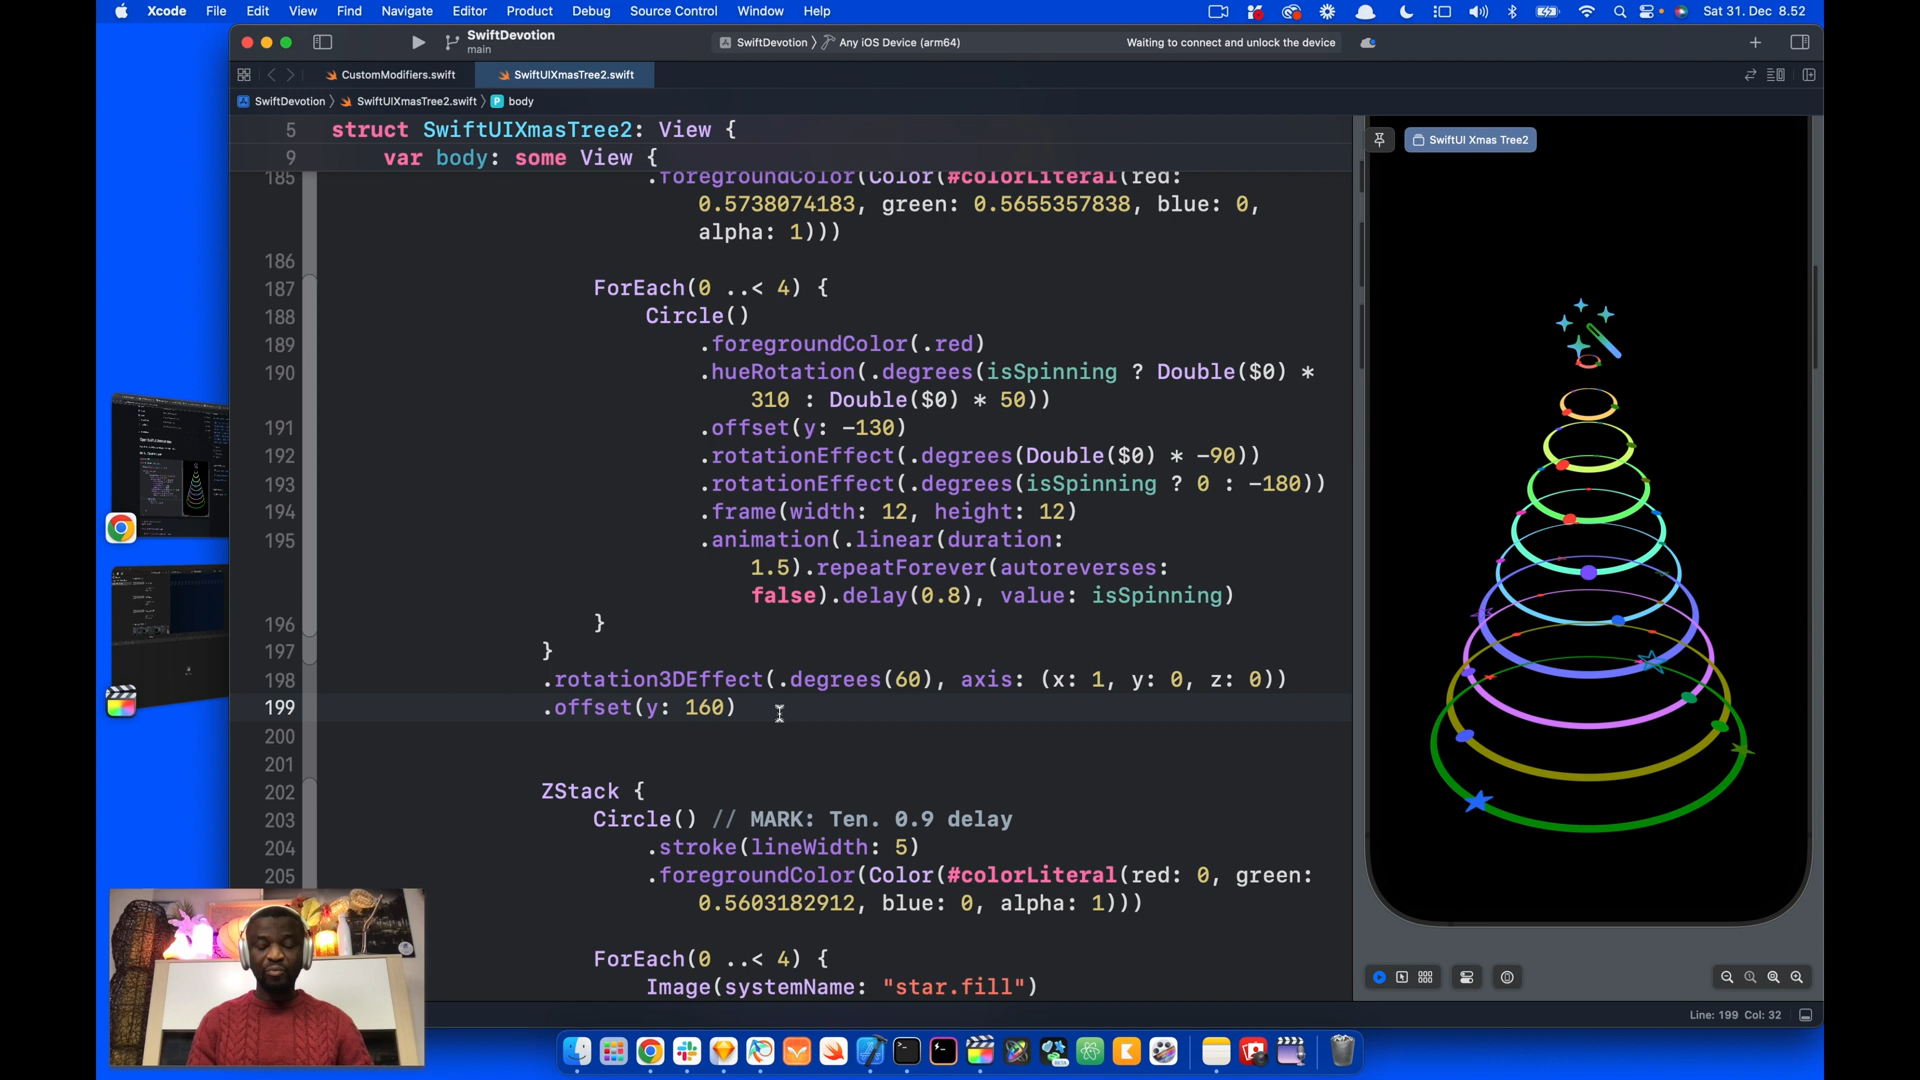 Xcode File Edit View Find Navigate Editor Product Debug Source Control Window Help Sat 31. Dec 8.52
SwiftDevotion
main
SwiftDevotion 〉 Any iOS Device (arm64)
Waiting to connect and unlock the device
CustomModifiers.swift
SwiftUIXmasTree2.swift
SwiftDevotion 〉 SwiftUIXmasTree2.swift 〉 P body
5 struct SwiftUIXmasTree2: View {
9 var body: some View {
185 .foregroundColor(Color(#colorLiteral(red:
0.5738074183, green: 0.5655357838, blue: 0,
alpha: 1)))
186
187 ForEach(0 ..< 4) {
188 Circle()
189 .foregroundColor(.red)
190 .hueRotation(.degrees(isSpinning ? Double($0) *
310 : Double($0) * 50))
191 .offset(y: -130)
192 .rotationEffect(.degrees(Double($0) * -90))
193 .rotationEffect(.degrees(isSpinning ? 0 : -180))
194 .frame(width: 12, height: 12)
195 .animation(.linear(duration:
1.5).repeatForever(autoreverses:
false).delay(0.8), value: isSpinning)
196 }
197 }
198 .rotation3DEffect(.degrees(60), axis: (x: 1, y: 0, z: 0))
199 .offset(y: 160)
200
201
202 ZStack {
203 Circle() // MARK: Ten. 0.9 delay
204 .stroke(lineWidth: 5)
205 .foregroundColor(Color(#colorLiteral(red: 0, green:
0.5603182912, blue: 0, alpha: 1)))
ForEach(0 ..< 4) {
Image(systemName: "star.fill")
SwiftUI Xmas Tree2
Line: 199 Col: 32